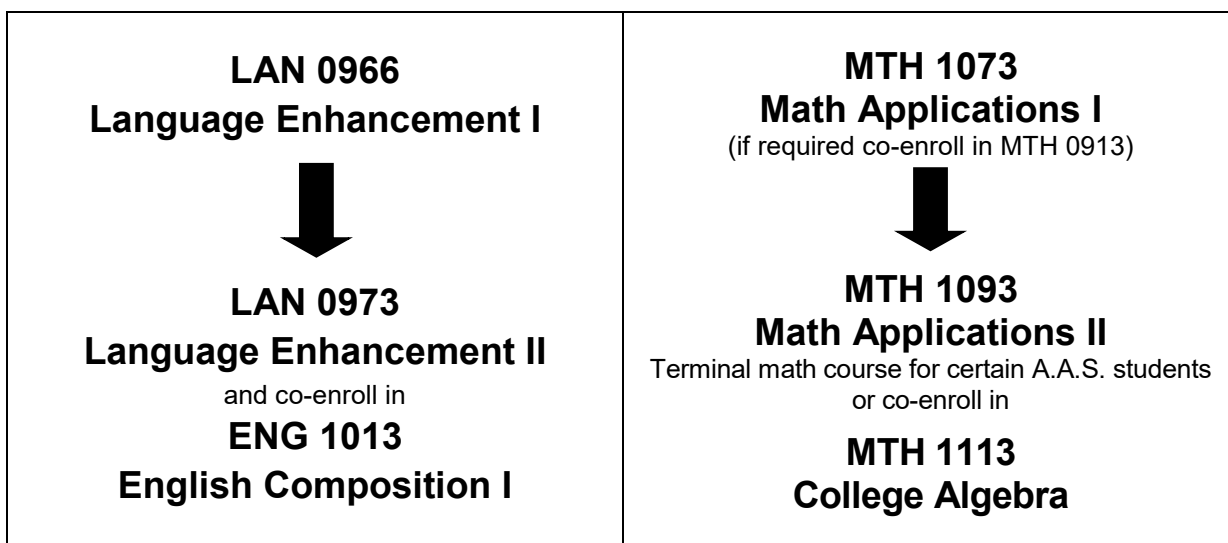 LAN 0966
Language Enhancement I
LAN 0973
Language Enhancement II
and co-enroll in
ENG 1013
English Composition I
MTH 1073
Math Applications I
(if required co-enroll in MTH 0913)
MTH 1093
Math Applications II
Terminal math course for certain A.A.S. students
or co-enroll in
MTH 1113
College Algebra